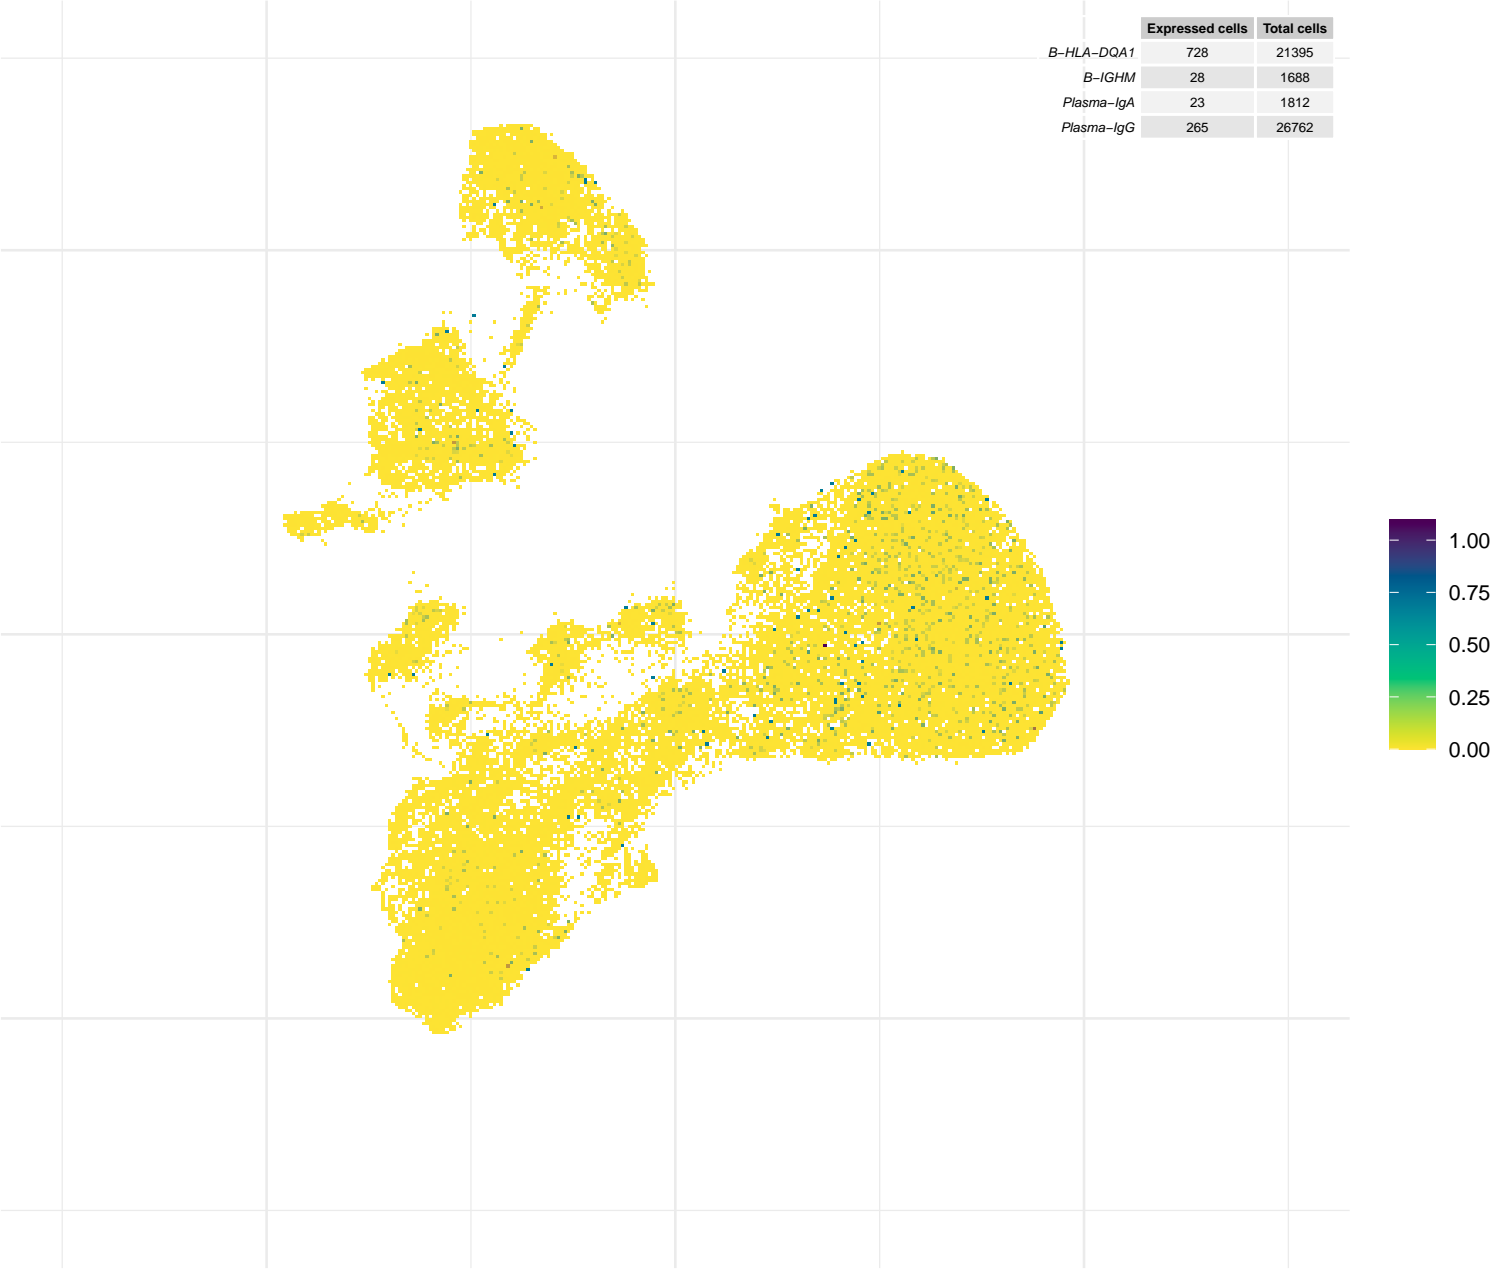 Expressed cells Total cells
B−HLA−DQA1 728 21395
B−IGHM 28 1688
Plasma−IgA 23 1812
Plasma−IgG 265 26762
1.00
0.75
0.50
0.25
0.00